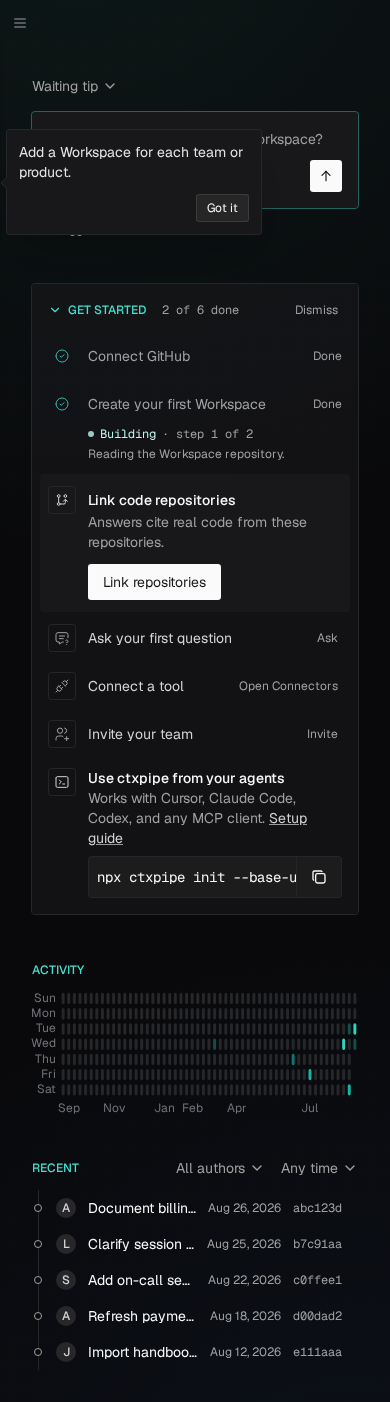 Waiting tip
orkspace?
Add a Workspace for each team or
product.
Got it
GET STARTED 2 of 6 done Dismiss
Connect GitHub Done
Create your first Workspace Done
Building · step 1 of 2
Reading the Workspace repository.
Link code repositories
Answers cite real code from these
repositories.
Link repositories
Ask your first question Ask
Connect a tool Open Connectors
Invite your team Invite
Use ctxpipe from your agents
Works with Cursor, Claude Code,
Codex, and any MCP client. Setup
guide
npx ctxpipe init --base-u
ACTIVITY
Sun
Mon
Tue
Wed
Thu
Fri
Sat
Sep Nov Jan Feb Apr Jul
RECENT All authors Any time
A Document billin… Aug 26, 2026 abc123d
L Clarify session … Aug 25, 2026 b7c91aa
S Add on-call se… Aug 22, 2026 c0ffee1
A Refresh payme… Aug 18, 2026 d00dad2
J Import handboo… Aug 12, 2026 e111aaa